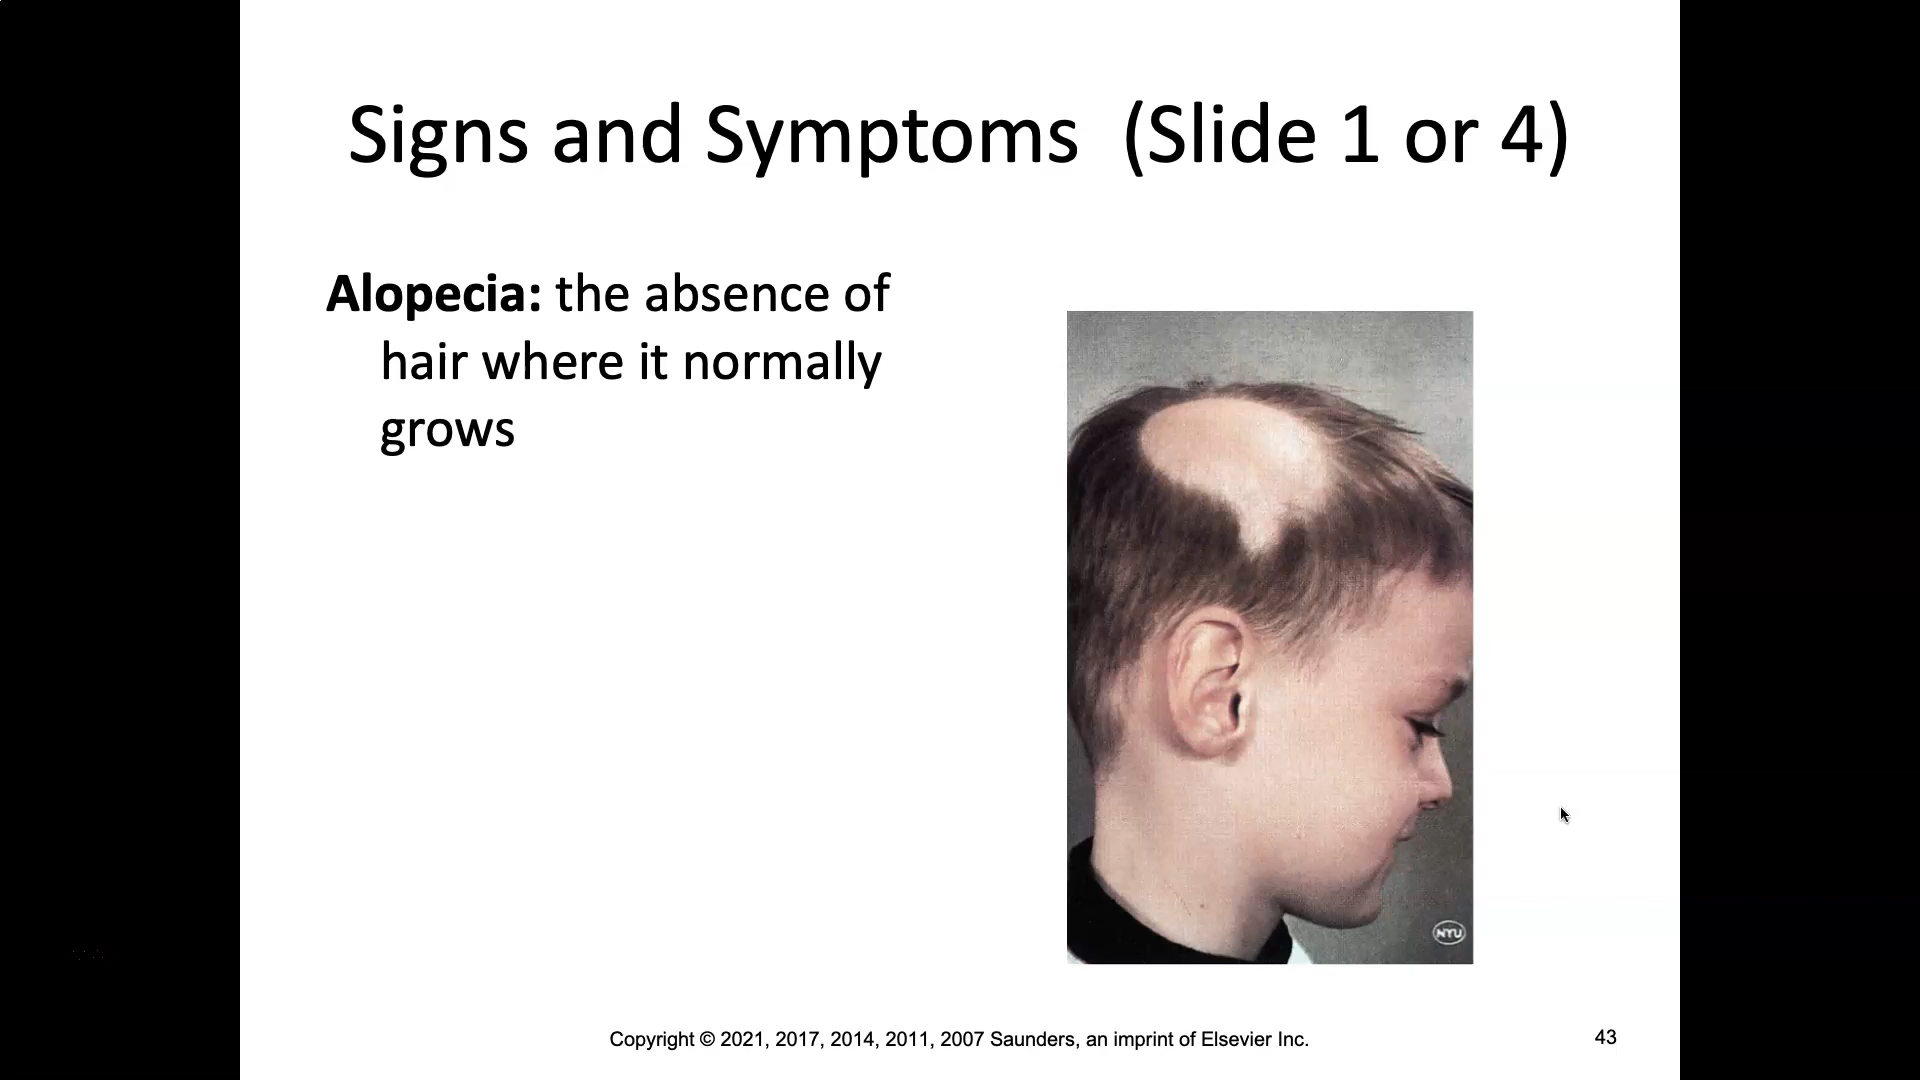 Signs and Symptoms (Slide 1 or 4)
Alopecia: the absence of
hair where it normally
grows
NYU
Copyright © 2021, 2017, 2014, 2011, 2007 Saunders, an imprint of Elsevier Inc.
43